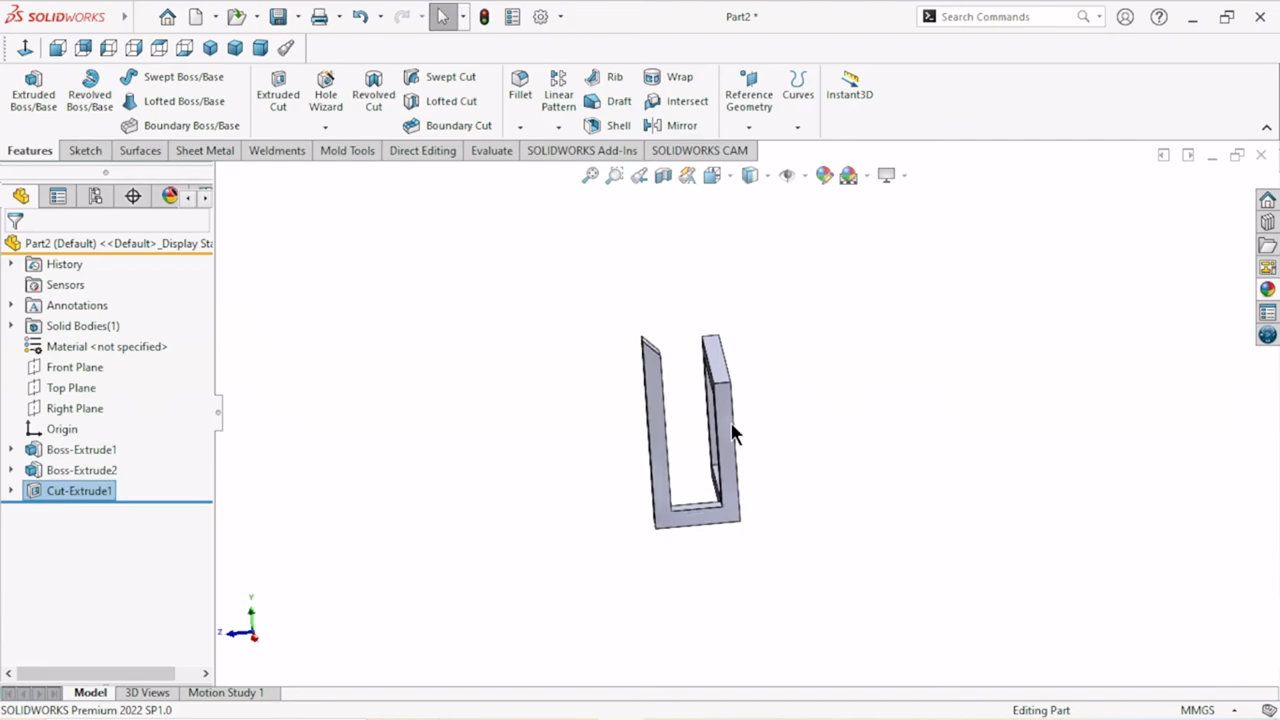 SOLIDWORKS
Part2 *
Search Commands
Extruded Boss/Base
Revolved Boss/Base
Swept Boss/Base
Lofted Boss/Base
Boundary Boss/Base
Extruded Cut
Hole Wizard
Revolved Cut
Swept Cut
Lofted Cut
Boundary Cut
Fillet
Linear Pattern
Rib
Draft
Shell
Wrap
Intersect
Mirror
Reference Geometry
Curves
Instant3D
Features
Sketch
Surfaces
Sheet Metal
Weldments
Mold Tools
Direct Editing
Evaluate
SOLIDWORKS Add-Ins
SOLIDWORKS CAM
Part2 (Default) <<Default>_Display Sta
History
Sensors
Annotations
Solid Bodies(1)
Material <not specified>
Front Plane
Top Plane
Right Plane
Origin
Boss-Extrude1
Boss-Extrude2
Cut-Extrude1
Y
Z
Model
3D Views
Motion Study 1
SOLIDWORKS Premium 2022 SP1.0
Editing Part
MMGS